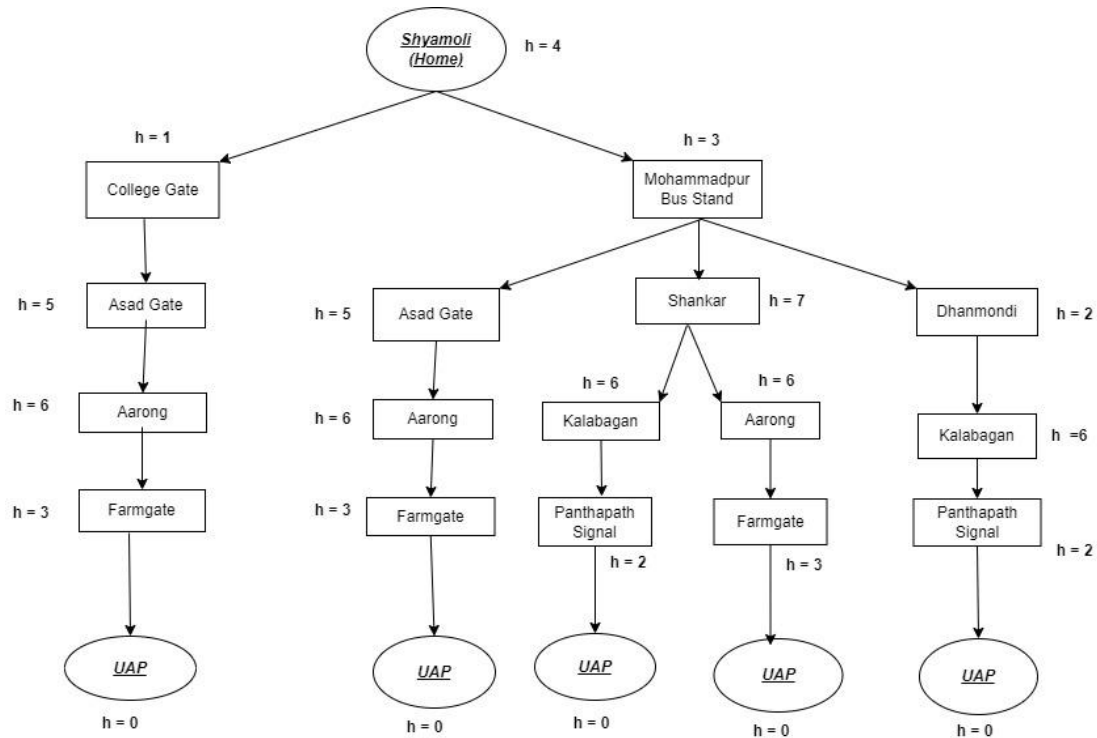 Shyamoli
(Home)
h = 4
h = 1
h = 3
College Gate
Mohammadpur
Bus Stand
h = 5
Asad Gate
h = 5
Asad Gate
Shankar
h = 7
Dhanmondi
h = 2
h = 6
h = 6
h = 6
Aarong
h = 6
Aarong
Kalabagan
Aarong
Kalabagan
h =6
h = 3
Farmgate
h = 3
Farmgate
Panthapath
Signal
Farmgate
Panthapath
Signal
h = 2
h = 3
h = 2
UAP
UAP
UAP
UAP
UAP
h = 0
h = 0
h = 0
h = 0
h = 0